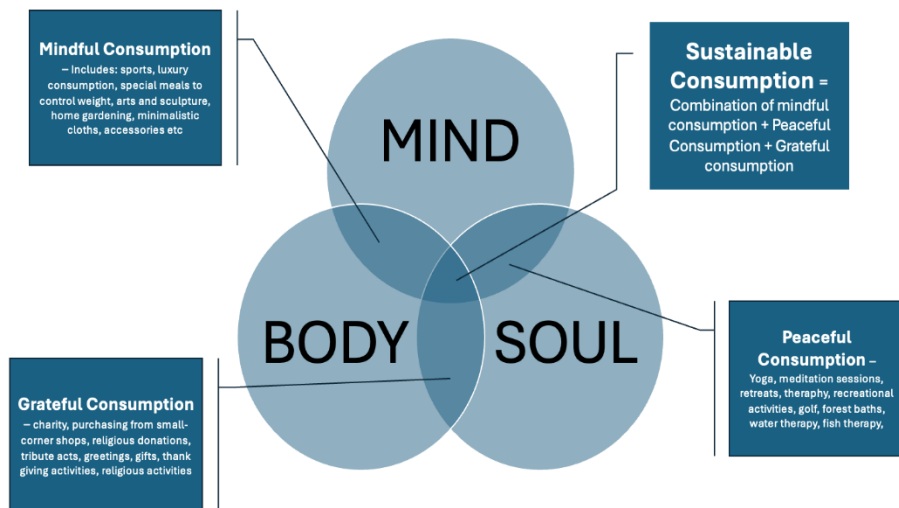 Mindful Consumption
– Includes: sports, luxury
consumption, special meals to
control weight, arts and sculpture,
home gardening, minimalistic
cloths, accessories etc
MIND
Sustainable
Consumption =
Combination of mindful
consumption + Peaceful
Consumption + Grateful
consumption
BODY
SOUL
Grateful Consumption
– charity, purchasing from small-
corner shops, religious donations,
tribute acts, greetings, gifts, thank
giving activities, religious activities
Peaceful
Consumption –
Yoga, meditation sessions,
retreats, theraphy, recreational
activities, golf, forest baths,
water therapy, fish therapy,